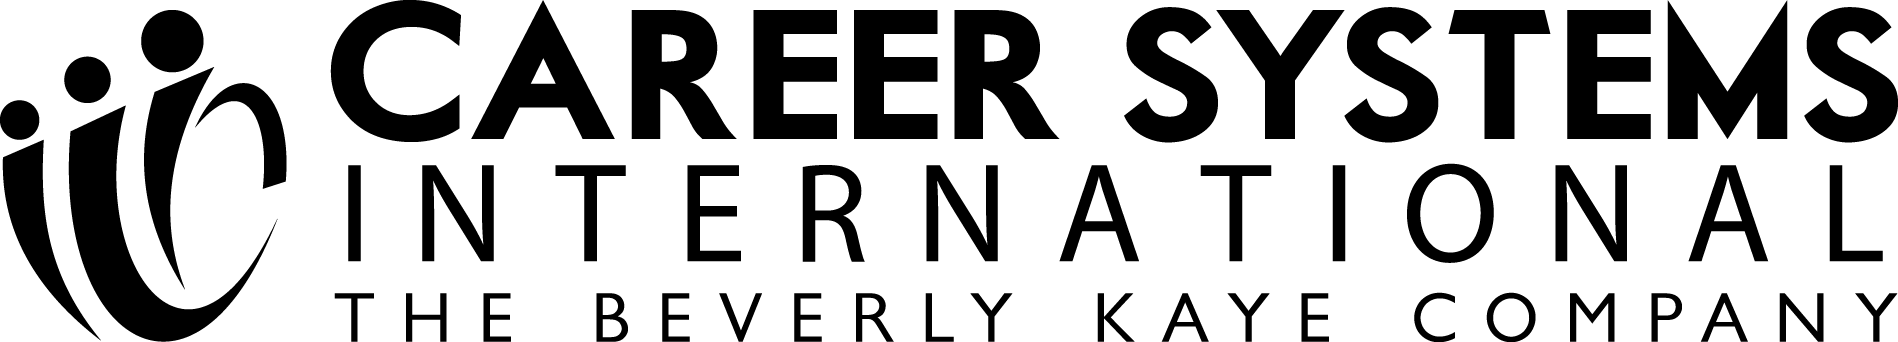 CAREER SYSTEMS
INTERNATIONAL
THE BEVERLY KAYE COMPANY